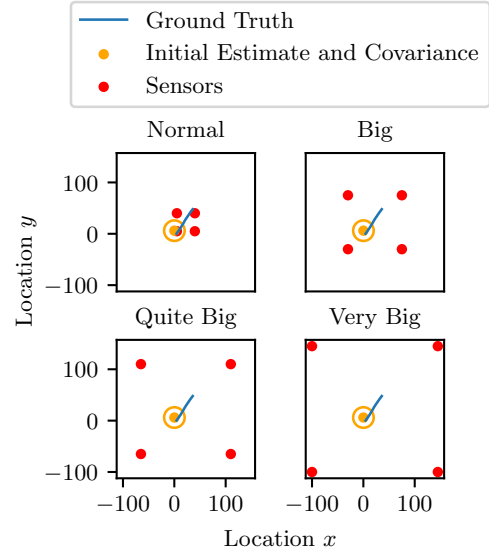 Ground Truth
Initial Estimate and Covariance
Sensors
Normal
Big
100
0
−100
Location y
Quite Big
Very Big
100
0
−100
−100 0 100
−100 0 100
Location x